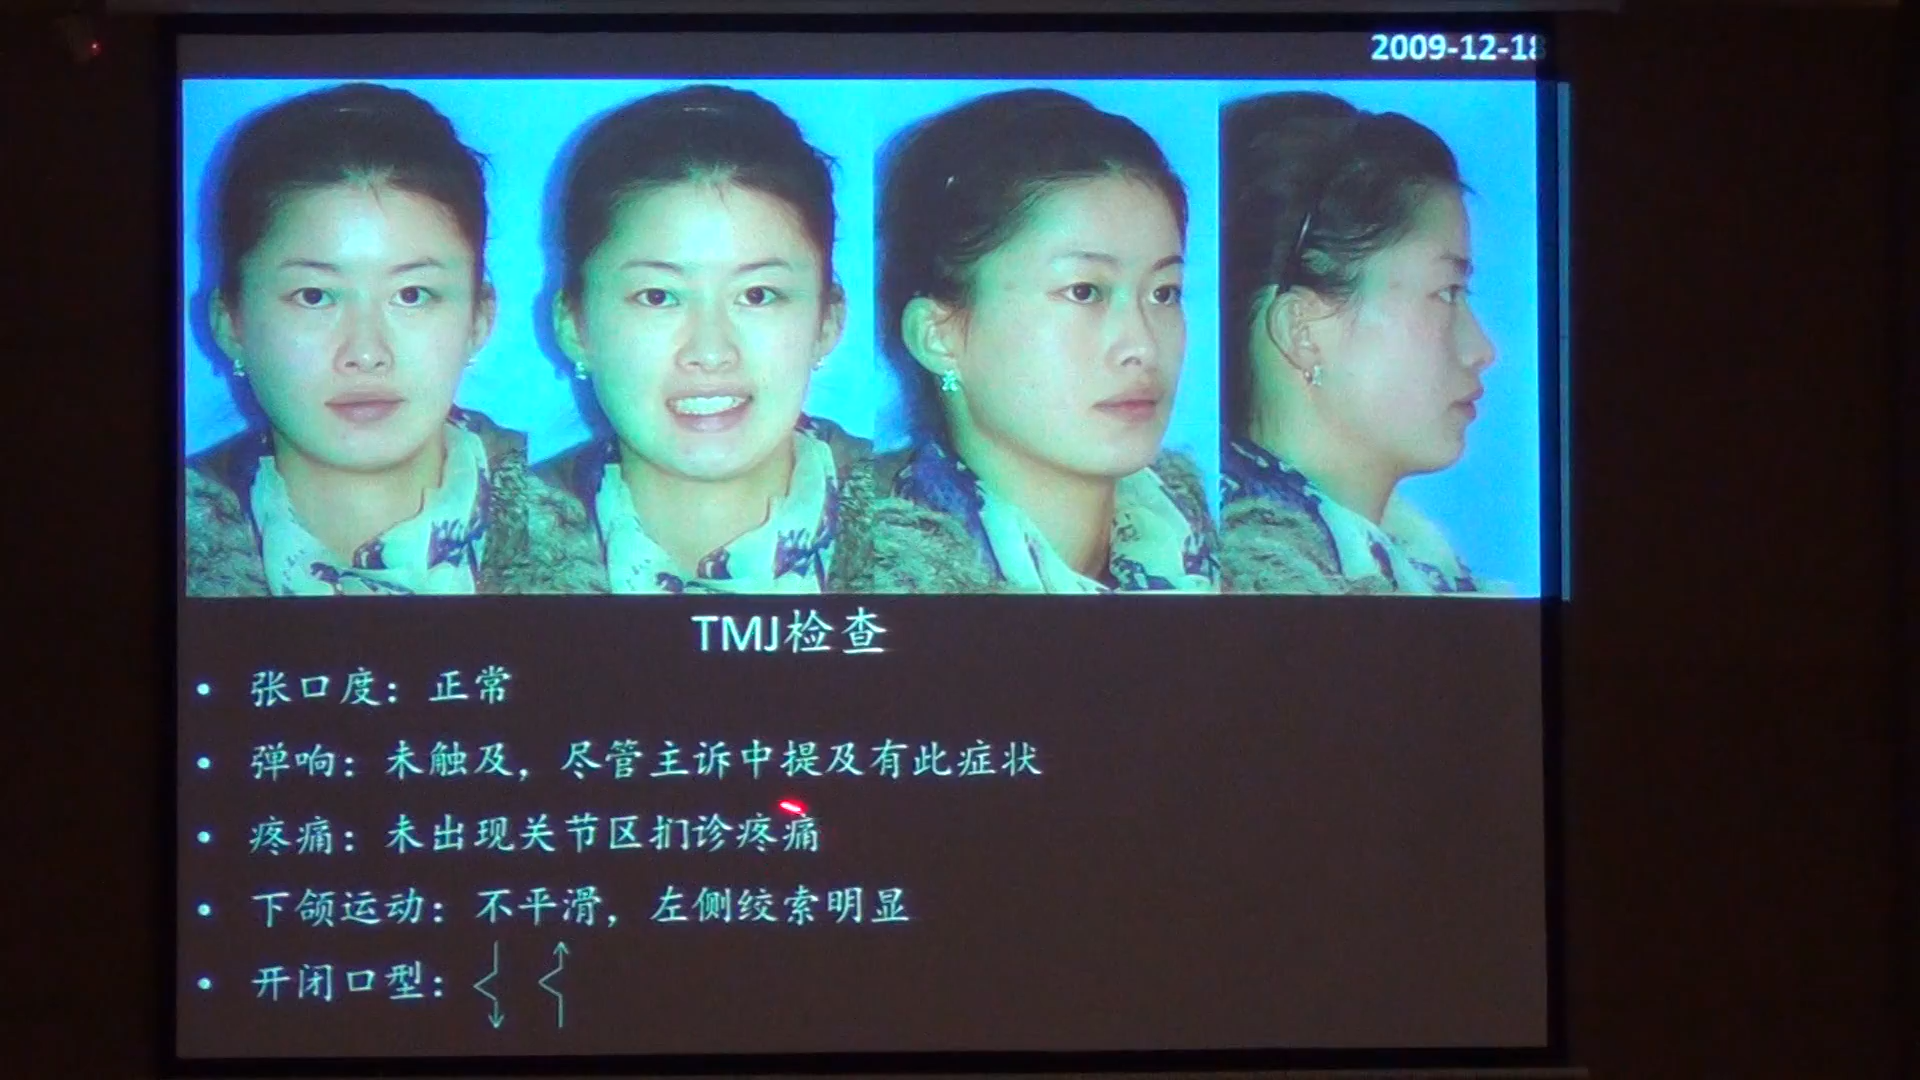 2009-12-18
TMJ检查
• 张口度：正常
• 弹响：未触及，尽管主诉中提及有此症状
• 疼痛：未出现关节区扪诊疼痛
• 下颌运动：不平滑，左侧绞索明显
• 开闭口型：